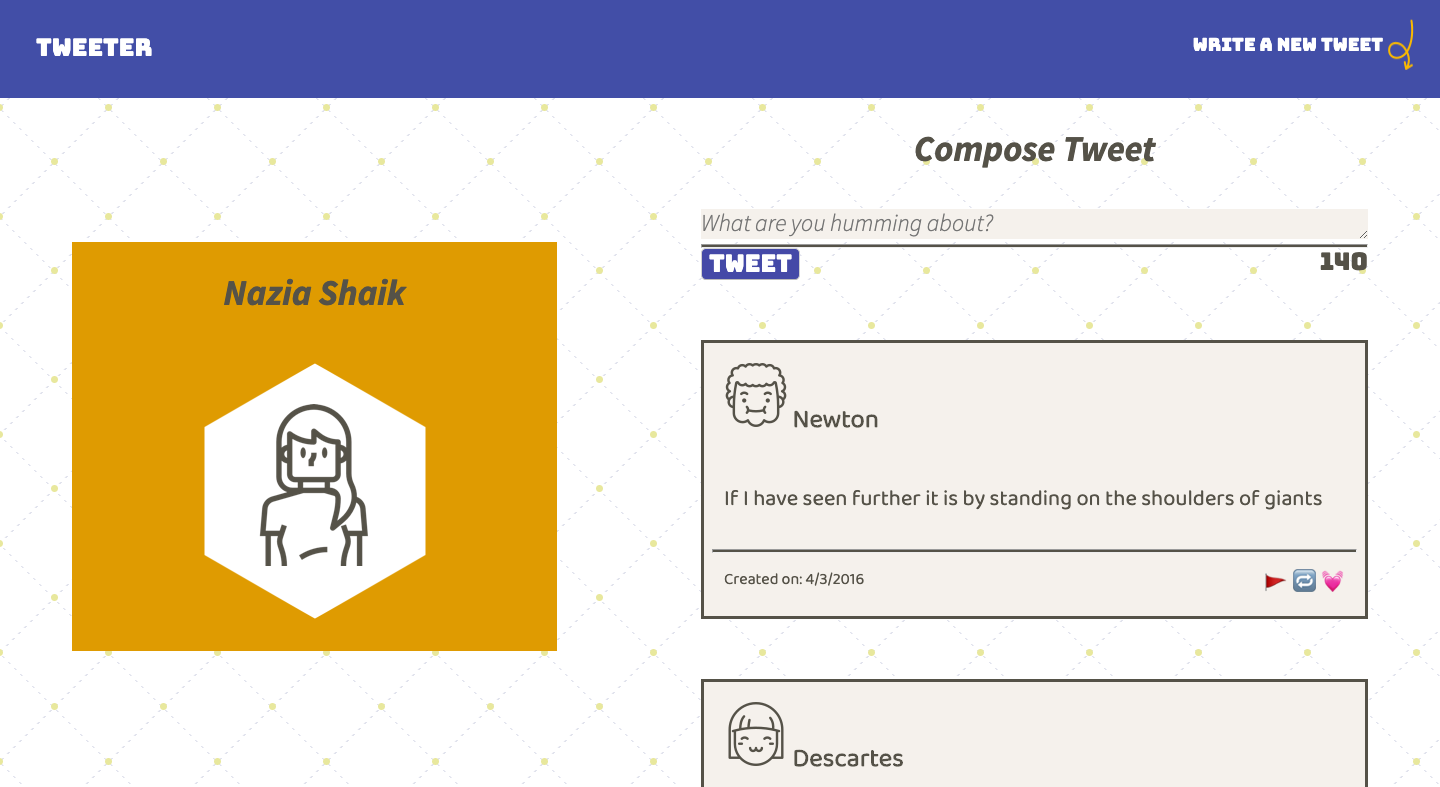 TWEETER
WRITE A NEW TWEET
Nazia Shaik
Compose Tweet
What are you humming about?
TWEET
140
Newton
If I have seen further it is by standing on the shoulders of giants
Created on: 4/3/2016
Descartes